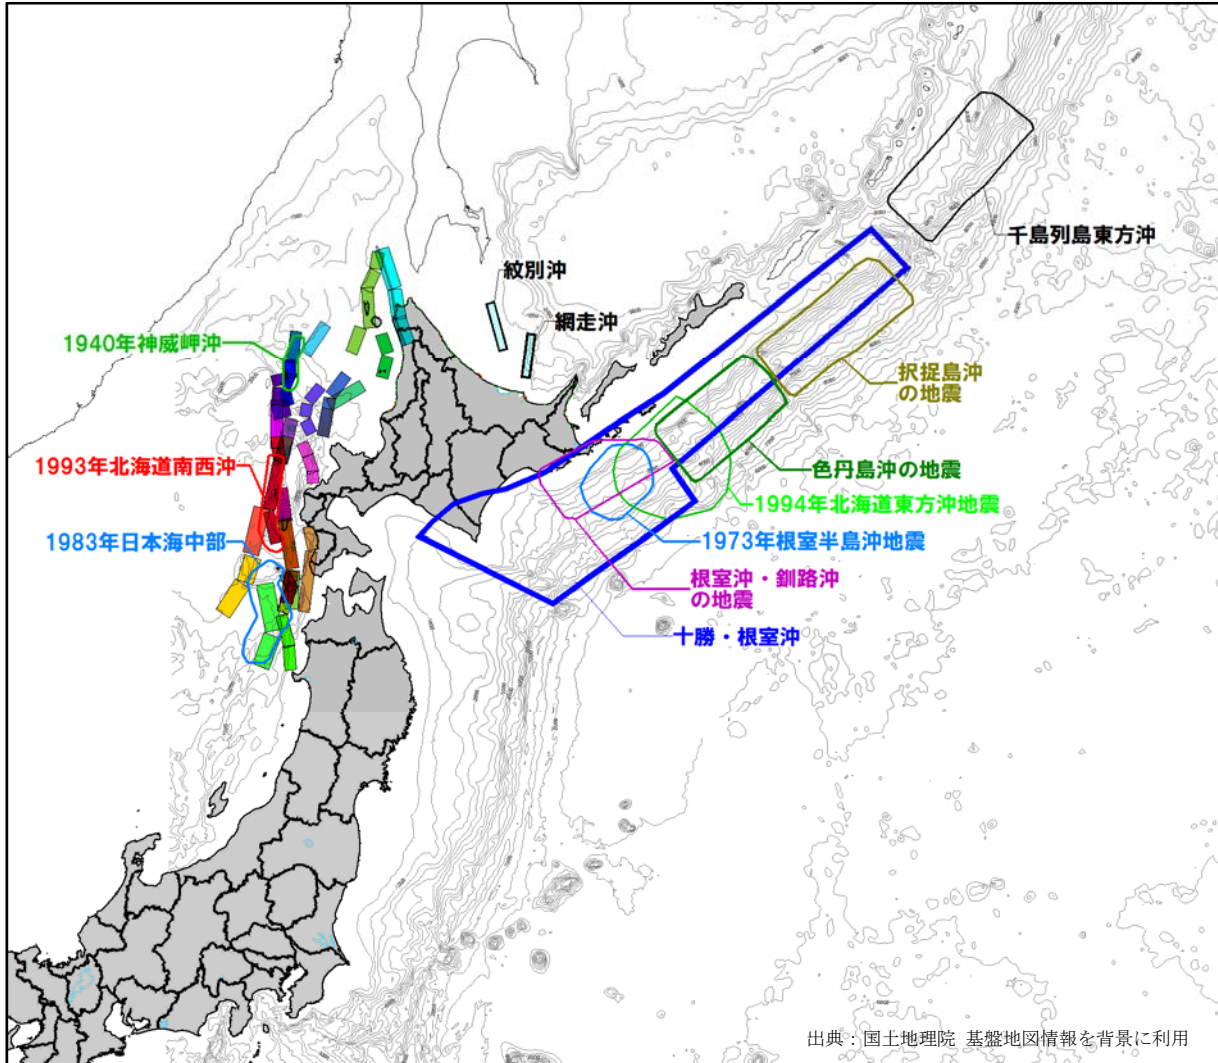 千島列島東方沖
紋別沖
網走沖
1940年神威岬沖
択捉島沖
の地震
1993年北海道南西沖
色丹島沖の地震
1994年北海道東方沖地震
1983年日本海中部
1973年根室半島沖地震
根室沖・釧路沖
の地震
十勝・根室沖
出典：国土地理院 基盤地図情報を背景に利用